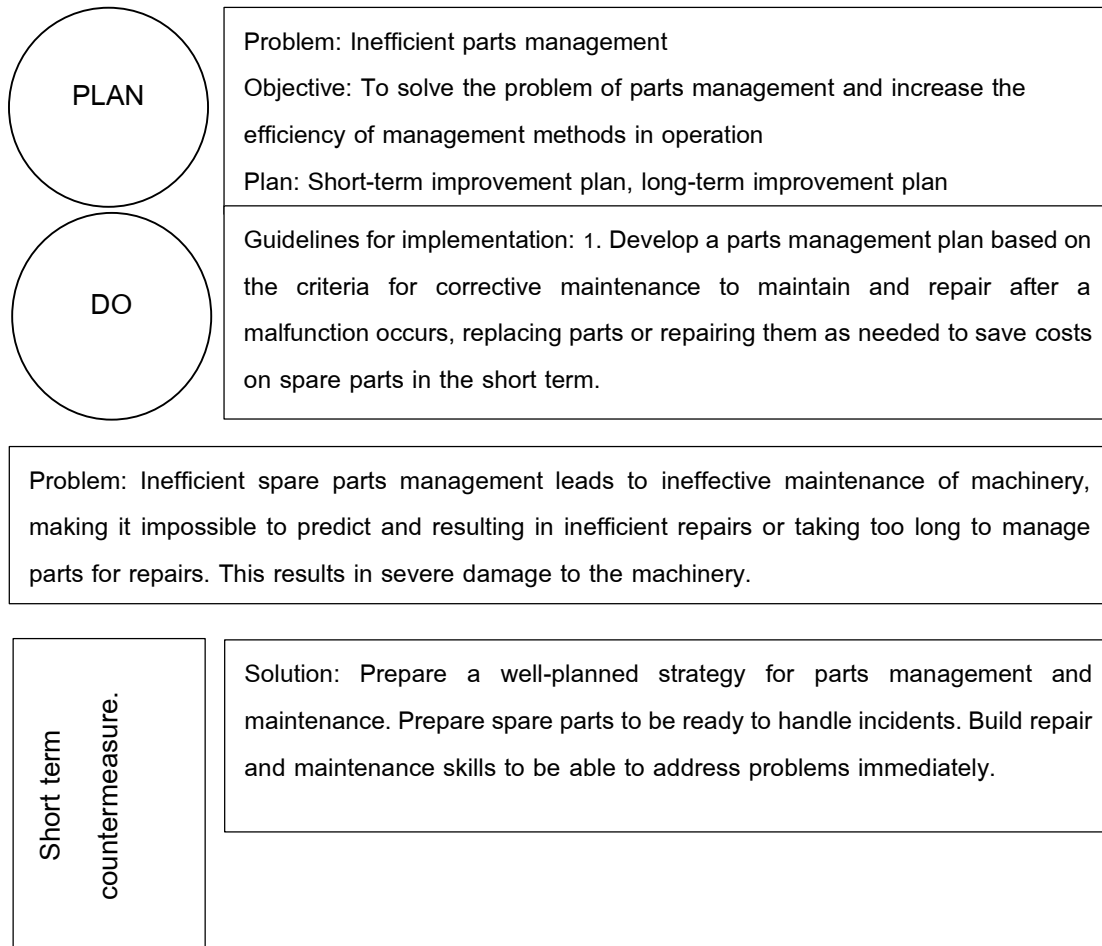 PLAN
Problem: Inefficient parts management
Objective: To solve the problem of parts management and increase the
efficiency of management methods in operation
Plan: Short-term improvement plan, long-term improvement plan
DO
Guidelines for implementation: 1. Develop a parts management plan based on
the criteria for corrective maintenance to maintain and repair after a
malfunction occurs, replacing parts or repairing them as needed to save costs
on spare parts in the short term.
Problem: Inefficient spare parts management leads to ineffective maintenance of machinery,
making it impossible to predict and resulting in inefficient repairs or taking too long to manage
parts for repairs. This results in severe damage to the machinery.
Short term
countermeasure.
Solution: Prepare a well-planned strategy for parts management and
maintenance. Prepare spare parts to be ready to handle incidents. Build repair
and maintenance skills to be able to address problems immediately.